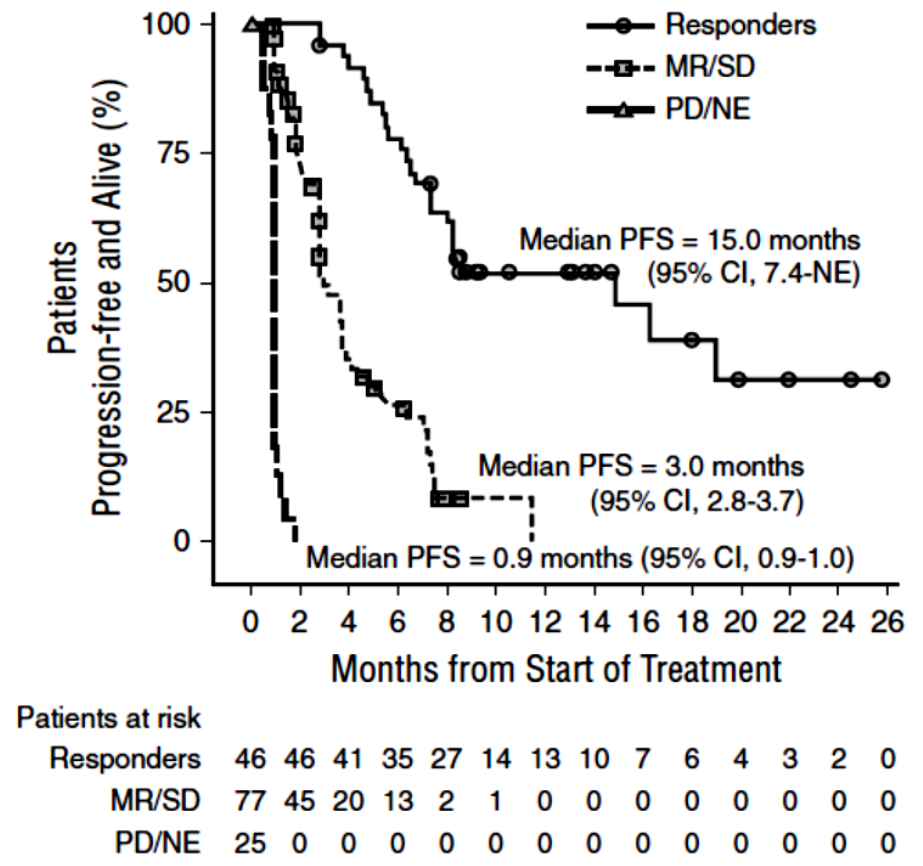 Patients
Progression-free and Alive (%)
100
75
50
25
0
Responders
MR/SD
PD/NE
Median PFS = 15.0 months
(95% CI, 7.4-NE)
Median PFS = 3.0 months
(95% CI, 2.8-3.7)
Median PFS = 0.9 months (95% CI, 0.9-1.0)
0 2 4 6 8 10 12 14 16 18 20 22 24 26
Months from Start of Treatment
Patients at risk
Responders 46 46 41 35 27 14 13 10 7 6 4 3 2 0
MR/SD 77 45 20 13 2 1 0 0 0 0 0 0 0 0
PD/NE 25 0 0 0 0 0 0 0 0 0 0 0 0 0